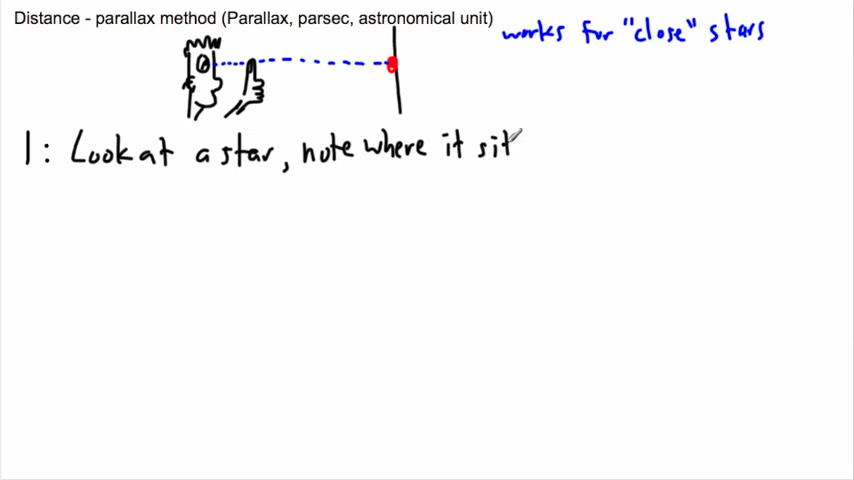 Distance - parallax method (Parallax, parsec, astronomical unit)
works for "close" stars
1: Look at a star, note where it sit